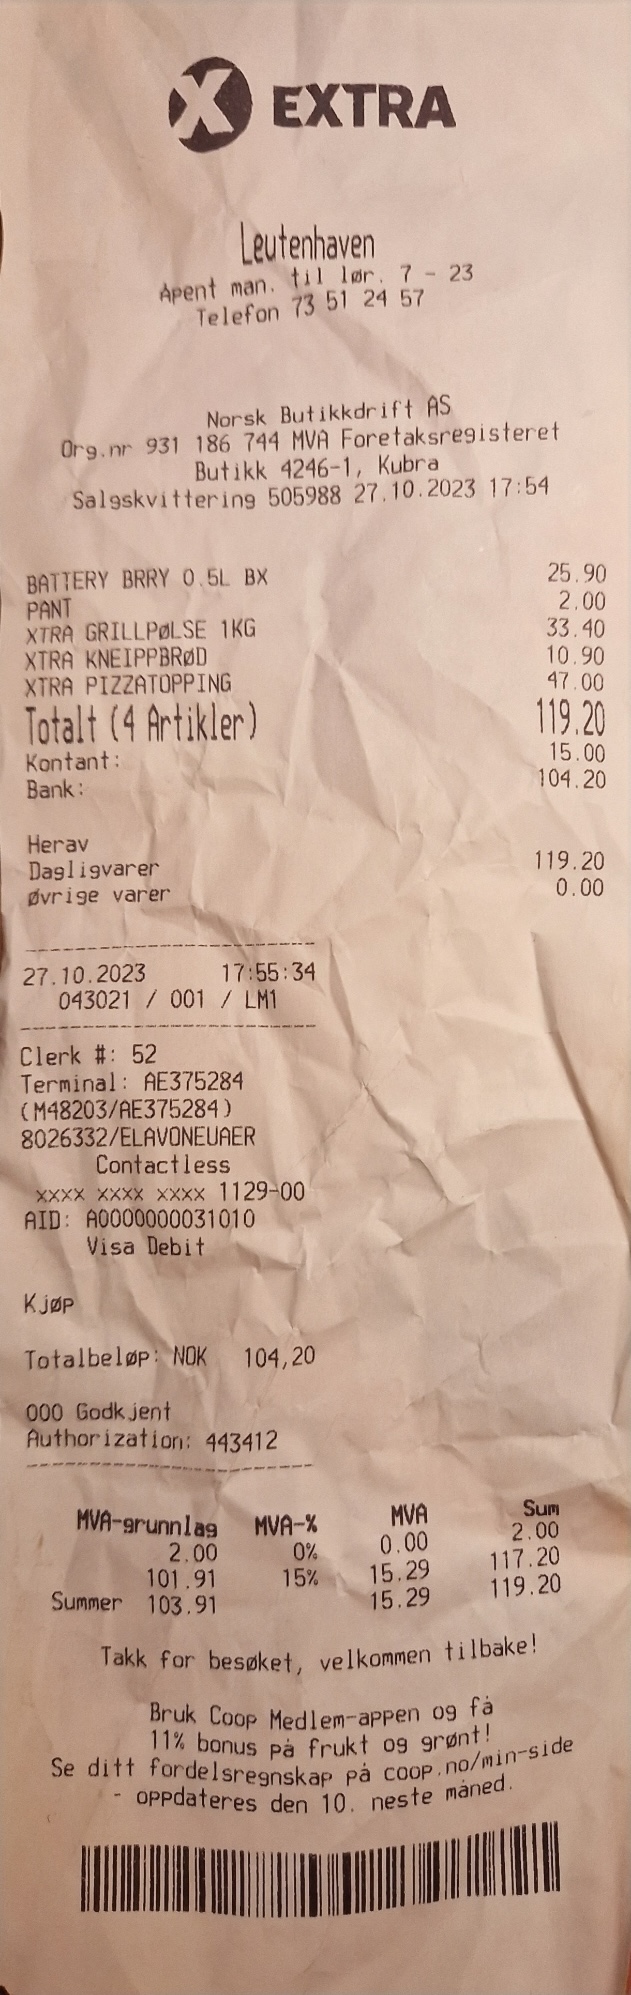 X EXTRA
Leutenhaven
Åpent man. til lør. 7 - 23
Telefon 73 51 24 57
Norsk Butikkdrift AS
Org.nr 931 186 744 MVA Foretaksregisteret
Butikk 4246-1, Kubra
Salgskvittering 505988 27.10.2023 17:54
BATTERY BRRY 0.5L BX 25.90
PANT 2.00
XTRA GRILLPØLSE 1KG 33.40
XTRA KNEIPPBRØD 10.90
XTRA PIZZATOPPING 47.00
Totalt (4 Artikler) 119.20
Kontant: 15.00
Bank: 104.20
Herav
Dagligvarer 119.20
Øvrige varer 0.00
27.10.2023 17:55:34
043021 / 001 / LM1
Clerk #: 52
Terminal: AE375284
(M48203/AE375284)
8026332/ELAVONEUAER
Contactless
xxxx xxxx xxxx 1129-00
AID: A0000000031010
Visa Debit
Kjøp
Totalbeløp: NOK 104,20
000 Godkjent
Authorization: 443412
MVA-grunnlag MVA-% MVA Sum
2.00 0% 0.00 2.00
101.91 15% 15.29 117.20
Summer 103.91 15.29 119.20
Takk for besøket, velkommen tilbake!
Bruk Coop Medlem-appen og få
11% bonus på frukt og grønt!
Se ditt fordelsregnskap på coop.no/min-side
- oppdateres den 10. neste måned.